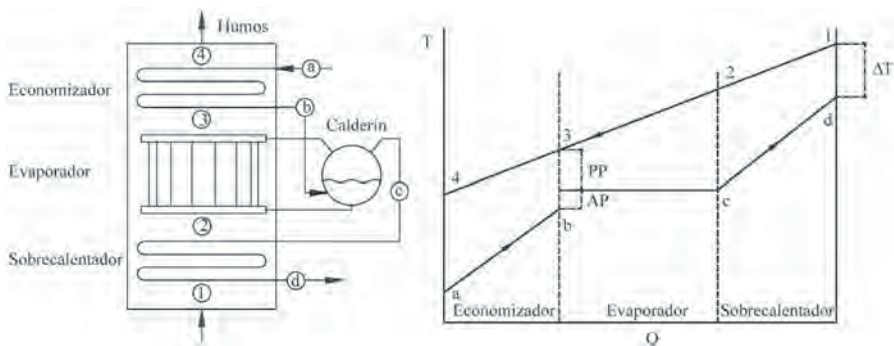 Humos
4
a
Economizador
b
3
Calderín
Evaporador
c
2
Sobrecalentador
d
1
T
1
ΔT
2
d
3
PP
4
AP
c
b
a
Economizador
Evaporador
Sobrecalentador
Q